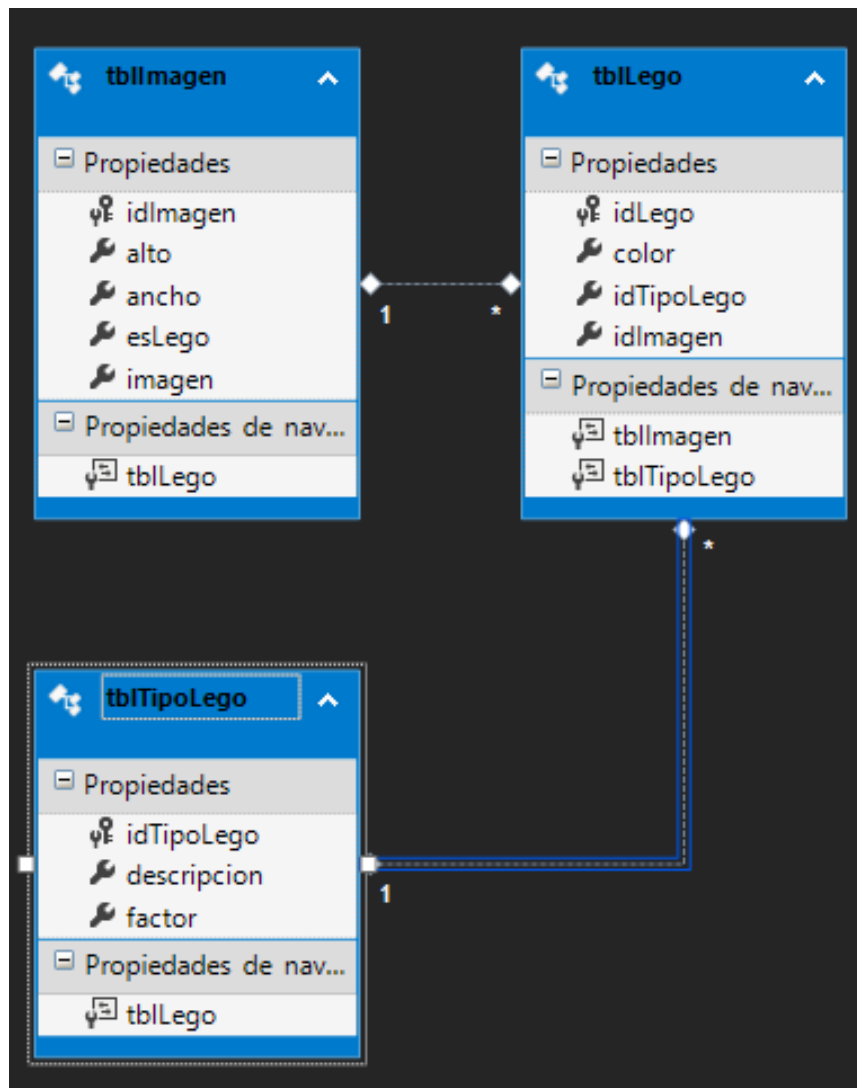 tblImagen
Propiedades
idImagen
alto
ancho
esLego
imagen
Propiedades de nav...
tblLego
1
*
tblLego
Propiedades
idLego
color
idTipoLego
idImagen
Propiedades de nav...
tblImagen
tblTipoLego
*
tblTipoLego
Propiedades
idTipoLego
descripcion
factor
Propiedades de nav...
tblLego
1